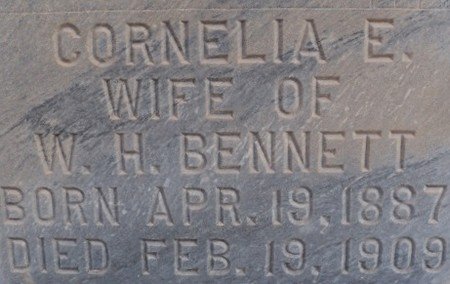 CORNELIA E.
WIFE OF
W. H. BENNETT
BORN APR. 19, 1887
DIED FEB. 19, 1909